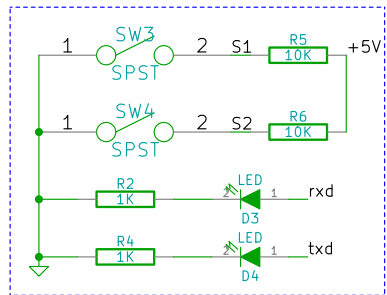 SW3
1 2 S1 R5 10K +5V
SPST
SW4
1 2 S2 R6 10K
SPST
R2 1K
LED
2 1 rxd
D3
R4 1K
LED
2 1 txd
D4